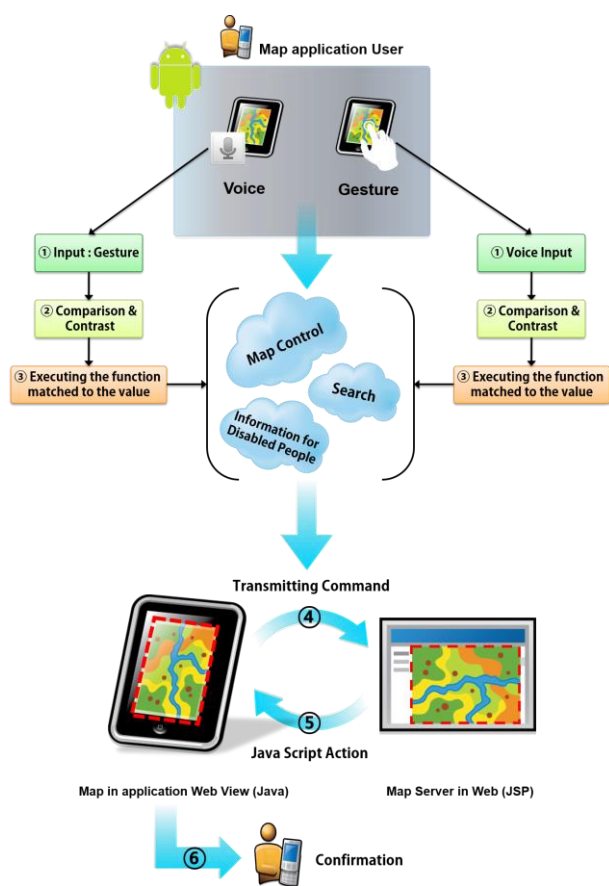 Map application User
Voice
Gesture
① Input : Gesture
① Voice Input
② Comparison &
Contrast
② Comparison &
Contrast
③ Executing the function
matched to the value
③ Executing the function
matched to the value
Map Control
Search
Information for
Disabled People
Transmitting Command
④
⑤
Java Script Action
Map in application Web View (Java)
Map Server in Web (JSP)
⑥
Confirmation